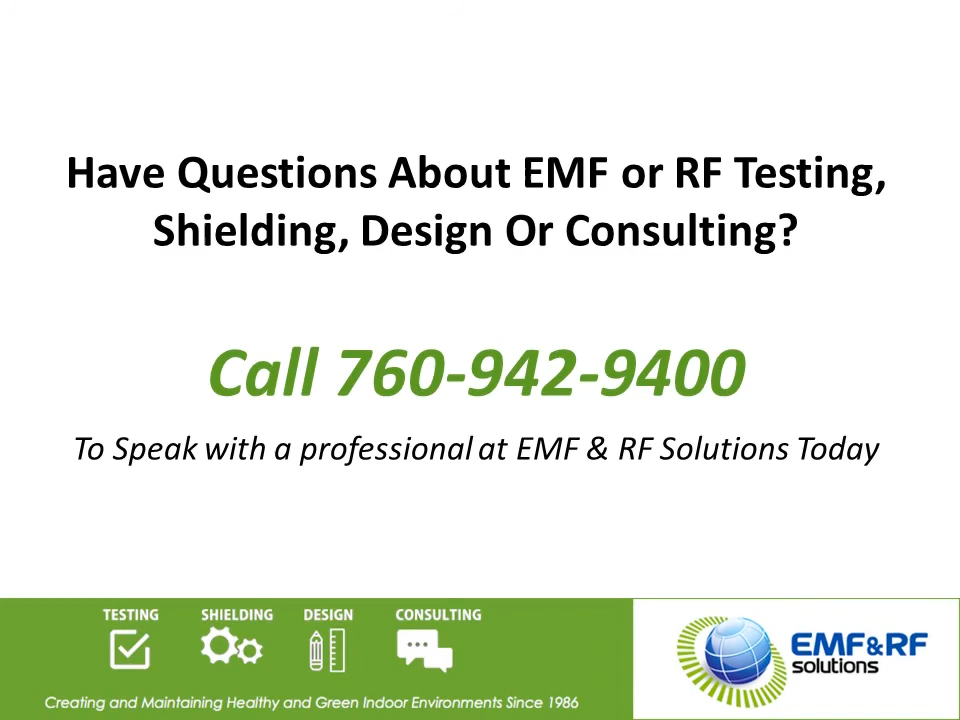 Have Questions About EMF or RF Testing,
Shielding, Design Or Consulting?
Call 760-942-9400
To Speak with a professional at EMF & RF Solutions Today
TESTING SHIELDING DESIGN CONSULTING
Creating and Maintaining Healthy and Green Indoor Environments Since 1986
EMF&RF
solutions